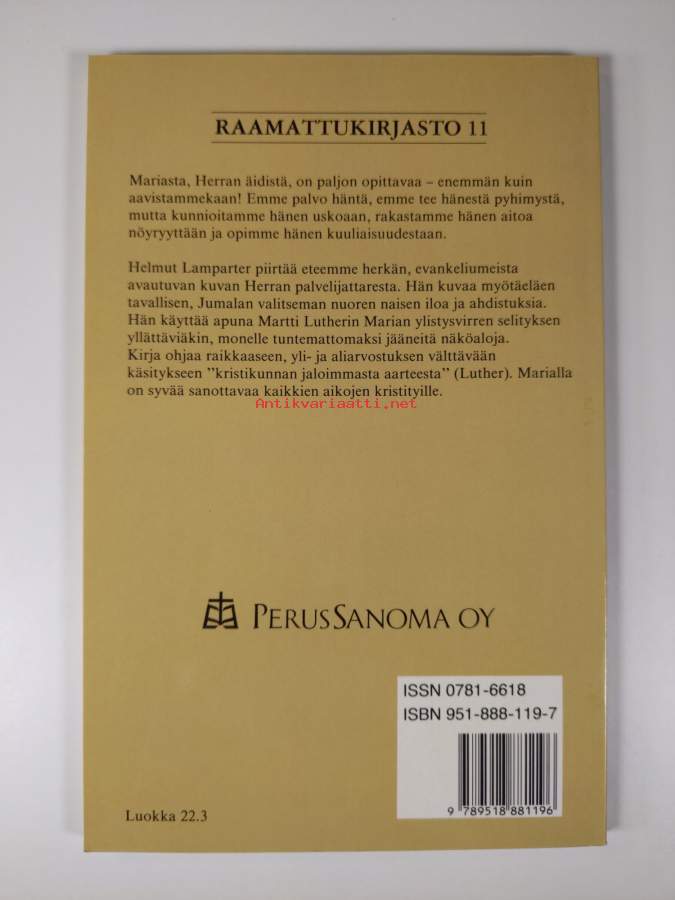 RAAMATTUKIRJASTO 11
Mariasta, Herran äidistä, on paljon opittavaa – enemmän kuin
aavistammekaan! Emme palvo häntä, emme tee hänestä pyhimystä,
mutta kunnioitamme hänen uskoaan, rakastamme hänen aitoa
nöyryyttään ja opimme hänen kuuliaisuudestaan.
Helmut Lamparter piirtää eteemme herkän, evankeliumeista
avautuvan kuvan Herran palvelijattaresta. Hän kuvaa myötäeläen
tavallisen, Jumalan valitseman nuoren naisen iloa ja ahdistuksia.
Hän käyttää apuna Martti Lutherin Marian ylistysvirren selityksen
yllättäviäkin, monelle tuntemattomaksi jääneitä näköaloja.
Kirja ohjaa raikkaaseen, yli- ja aliarvostuksen välttävään
käsitykseen "kristikunnan jaloimmasta aarteesta" (Luther). Marialla
on syvää sanottavaa kaikkien aikojen kristityille.
Antikvariaatti.net
PERUSSANOMA OY
ISSN 0781-6618
ISBN 951-888-119-7
9 789518 881196
Luokka 22.3